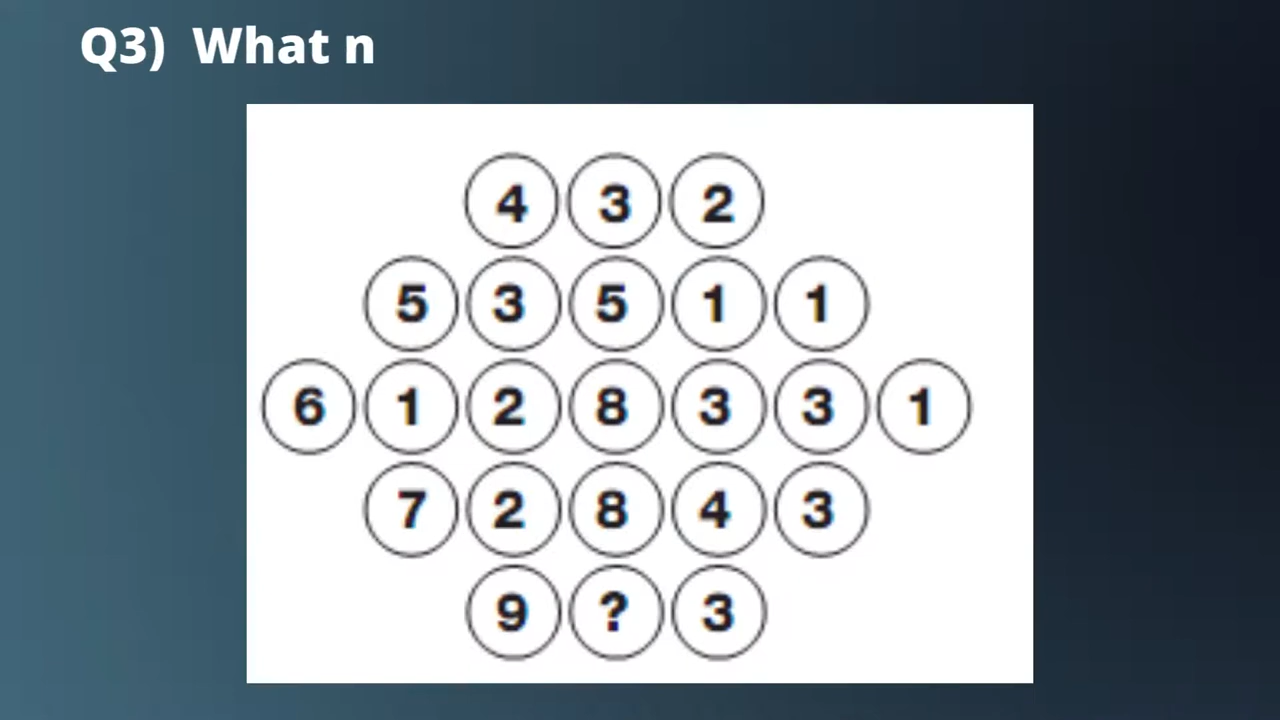 Q3) What n
4 3 2
5 3 5 1 1
6 1 2 8 3 3 1
7 2 8 4 3
9 ? 3